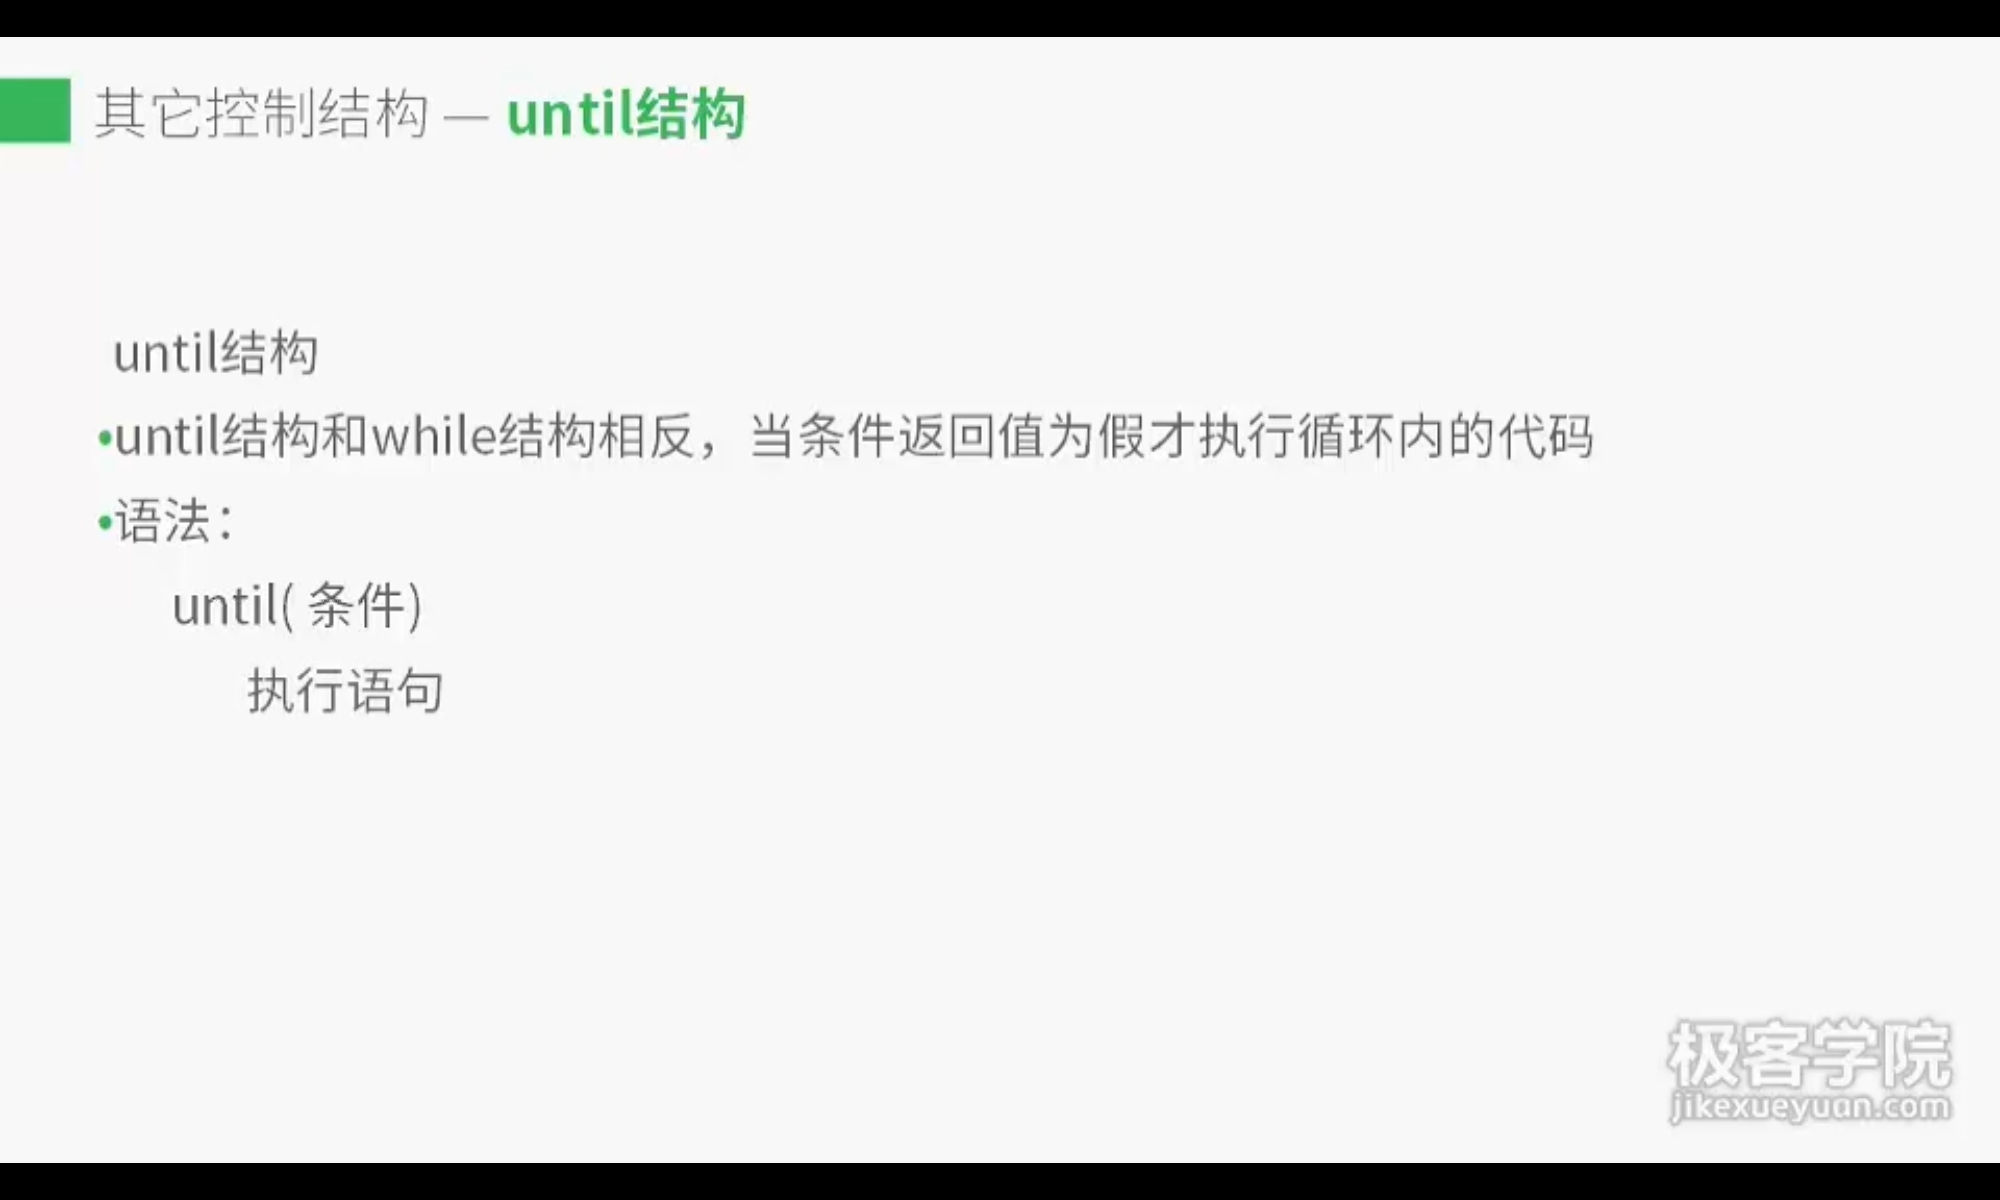 其它控制结构 — until结构
until结构
•until结构和while结构相反，当条件返回值为假才执行循环内的代码
•语法：
until( 条件)
执行语句
极客学院
jikexueyuan.com